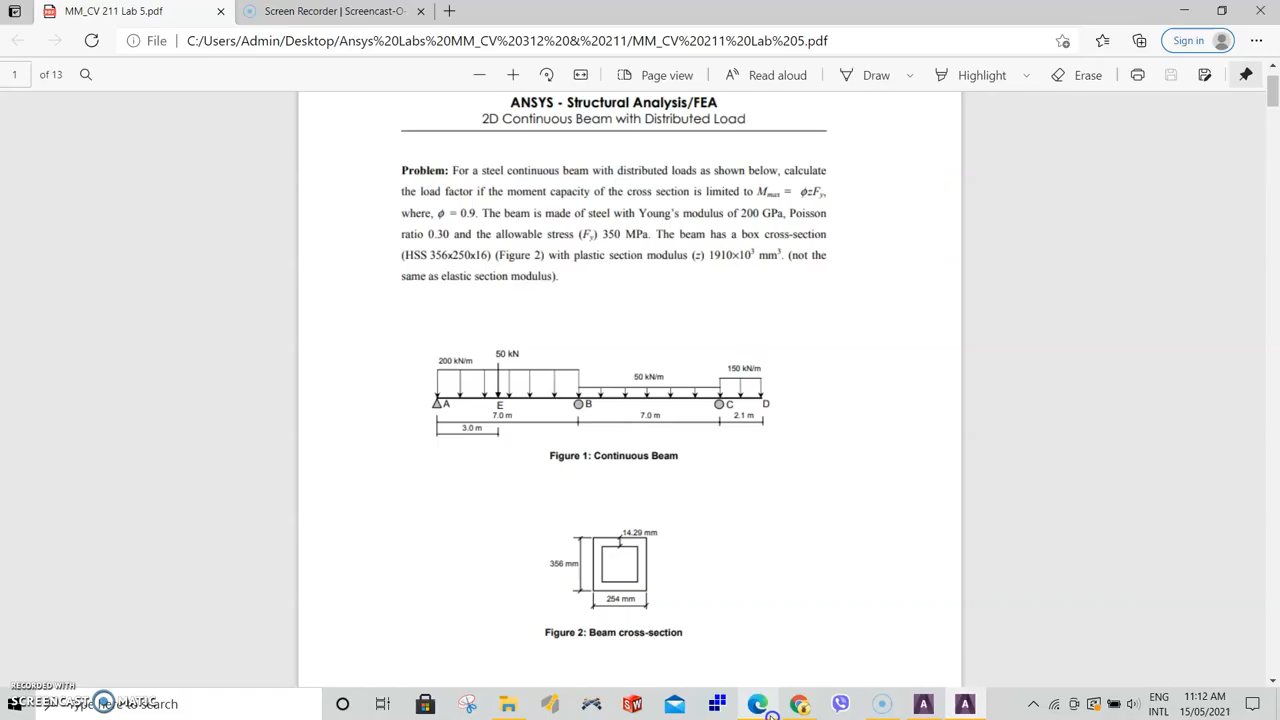 MM_CV 211 Lab 5.pdf
Screen Recorder | Screencast-O-
File
C:/Users/Admin/Desktop/Ansys%20Labs%20MM_CV%20312%20&%20211/MM_CV%20211%20Lab%205.pdf
Sign in
1 of 13
Page view
Read aloud
Draw
Highlight
Erase
ANSYS - Structural Analysis/FEA
2D Continuous Beam with Distributed Load
Problem: For a steel continuous beam with distributed loads as shown below, calculate
the load factor if the moment capacity of the cross section is limited to Mmax = ϕzFy,
where, ϕ = 0.9. The beam is made of steel with Young's modulus of 200 GPa, Poisson
ratio 0.30 and the allowable stress (Fy) 350 MPa. The beam has a box cross-section
(HSS 356x250x16) (Figure 2) with plastic section modulus (z) 1910×10³ mm³. (not the
same as elastic section modulus).
50 kN
200 kN/m
150 kN/m
50 kN/m
A
E
B
C
D
7.0 m
7.0 m
2.1 m
3.0 m
Figure 1: Continuous Beam
14.29 mm
356 mm
254 mm
Figure 2: Beam cross-section
RECORDED WITH
SCREENCAST MATIC
here to search
ENG
INTL
11:12 AM
15/05/2021